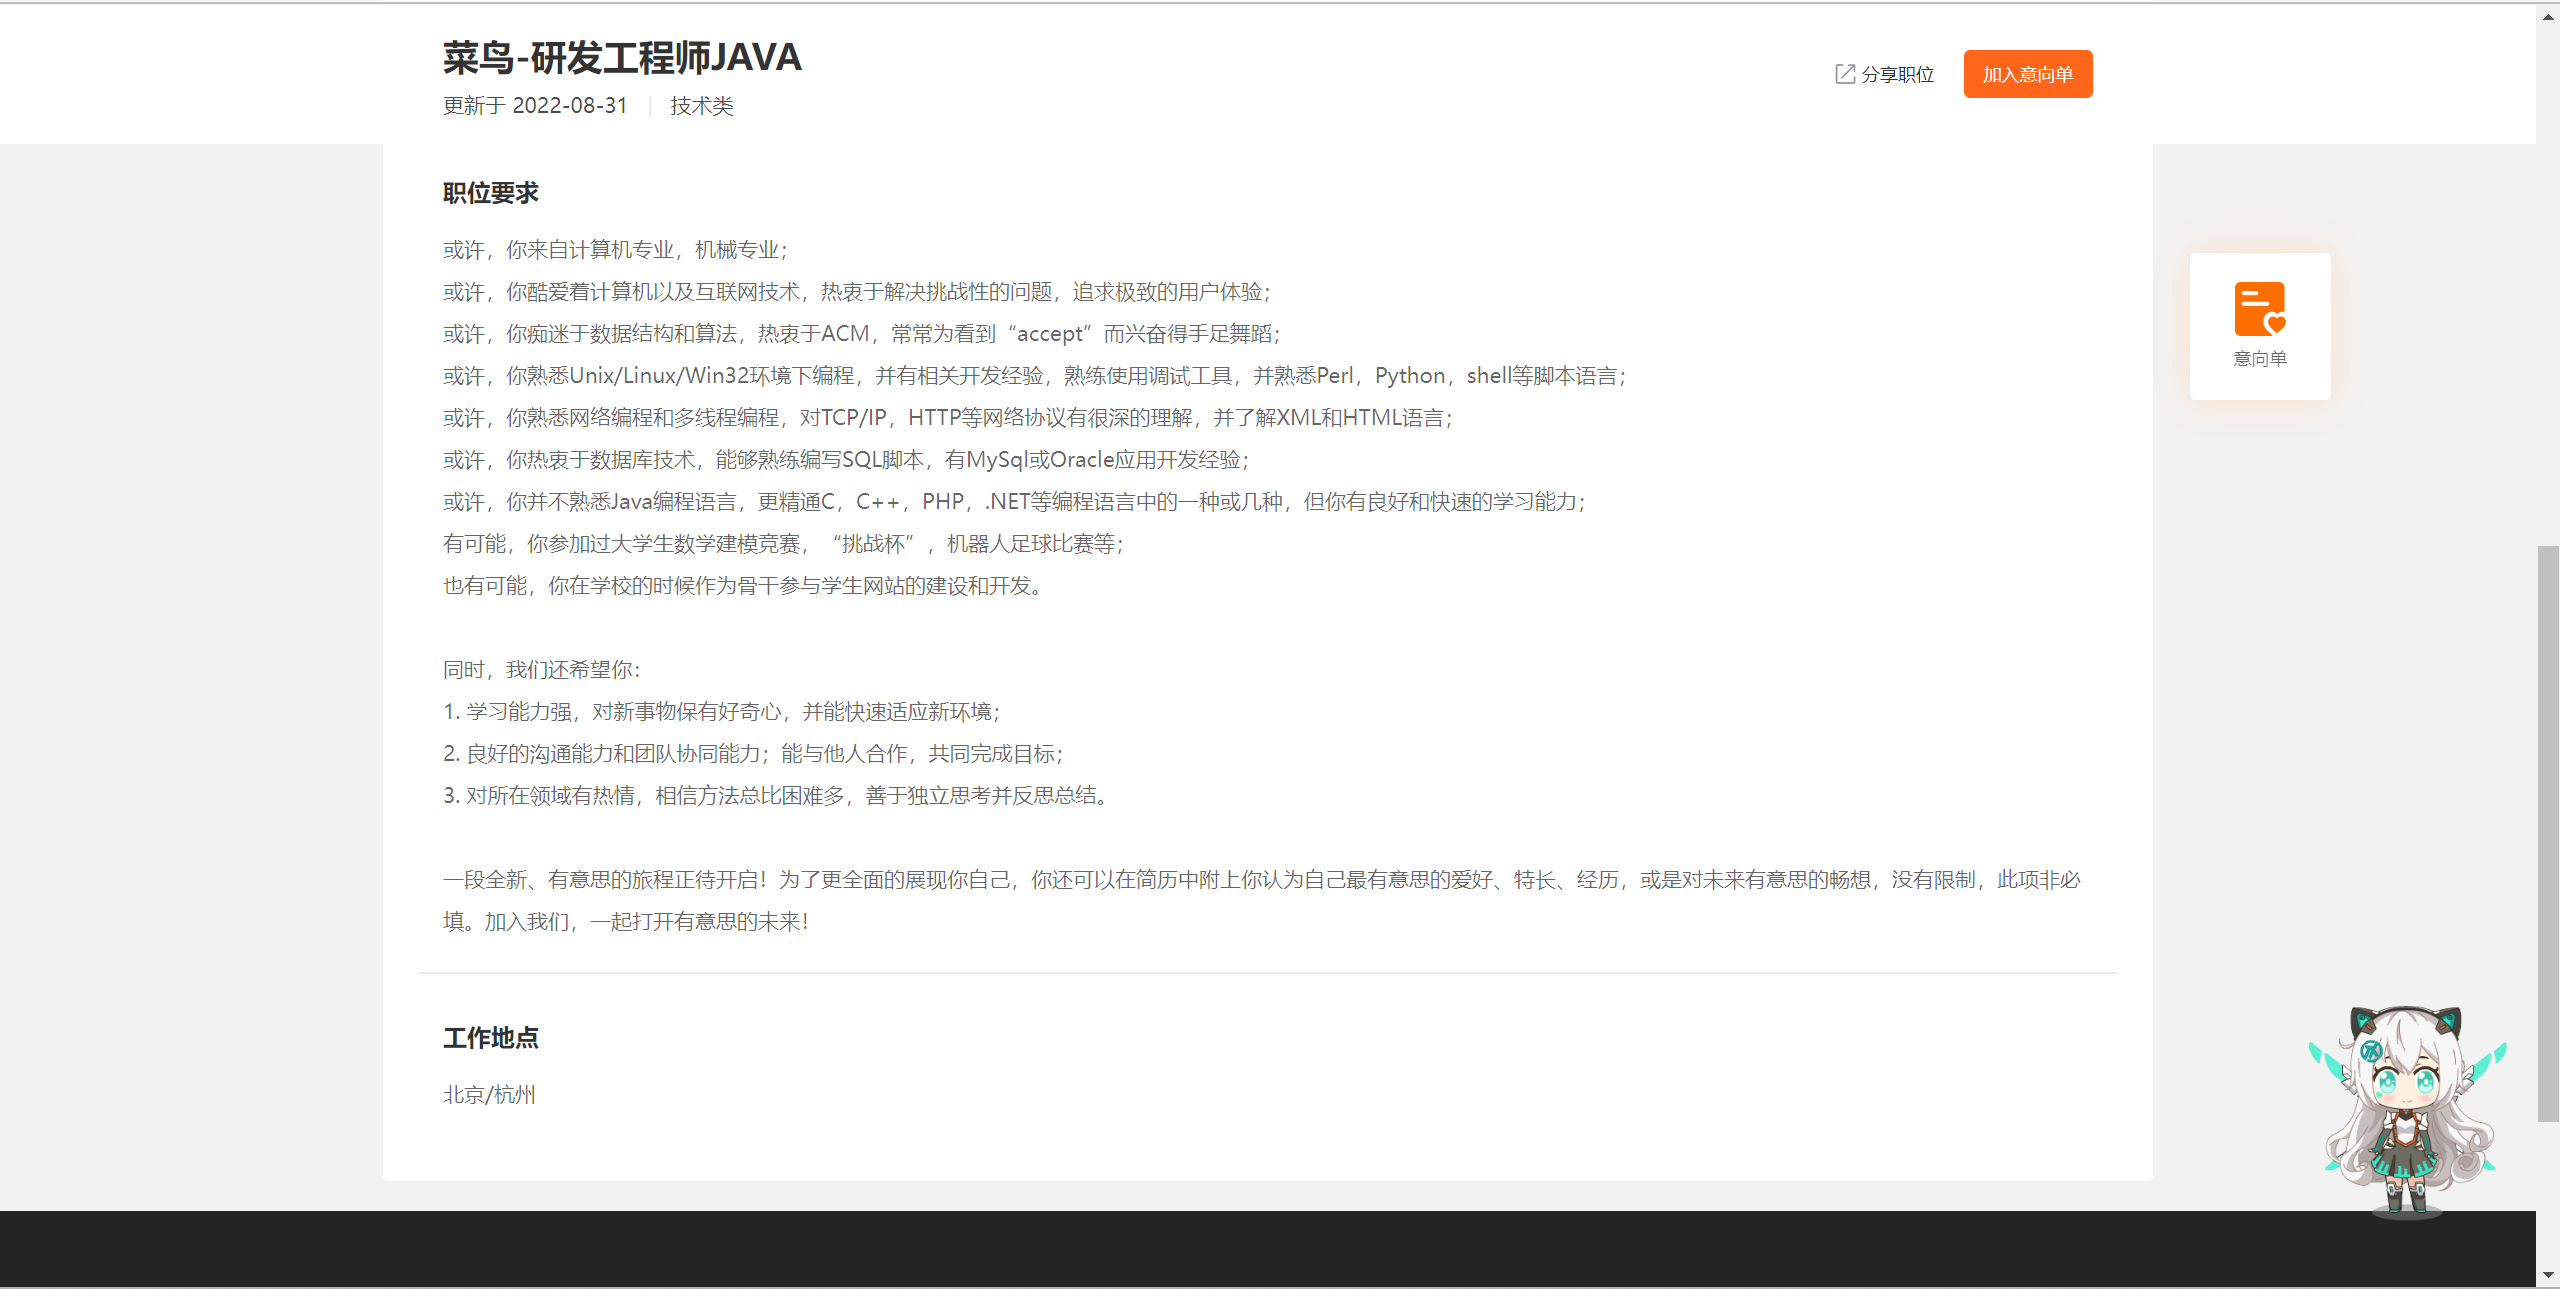 菜鸟-研发工程师JAVA
更新于 2022-08-31
技术类
分享职位
加入意向单
职位要求
或许，你来自计算机专业，机械专业；
或许，你酷爱着计算机以及互联网技术，热衷于解决挑战性的问题，追求极致的用户体验；
或许，你痴迷于数据结构和算法，热衷于ACM，常常为看到“accept”而兴奋得手足舞蹈；
或许，你熟悉Unix/Linux/Win32环境下编程，并有相关开发经验，熟练使用调试工具，并熟悉Perl，Python，shell等脚本语言；
或许，你熟悉网络编程和多线程编程，对TCP/IP，HTTP等网络协议有很深的理解，并了解XML和HTML语言；
或许，你热衷于数据库技术，能够熟练编写SQL脚本，有MySql或Oracle应用开发经验；
或许，你并不熟悉Java编程语言，更精通C，C++，PHP，.NET等编程语言中的一种或几种，但你有良好和快速的学习能力；
有可能，你参加过大学生数学建模竞赛，“挑战杯”，机器人足球比赛等；
也有可能，你在学校的时候作为骨干参与学生网站的建设和开发。
同时，我们还希望你：
1. 学习能力强，对新事物保有好奇心，并能快速适应新环境；
2. 良好的沟通能力和团队协同能力；能与他人合作，共同完成目标；
3. 对所在领域有热情，相信方法总比困难多，善于独立思考并反思总结。
一段全新、有意思的旅程正待开启！为了更全面的展现你自己，你还可以在简历中附上你认为自己最有意思的爱好、特长、经历，或是对未来有意思的畅想，没有限制，此项非必
填。加入我们，一起打开有意思的未来！
工作地点
北京/杭州
意向单